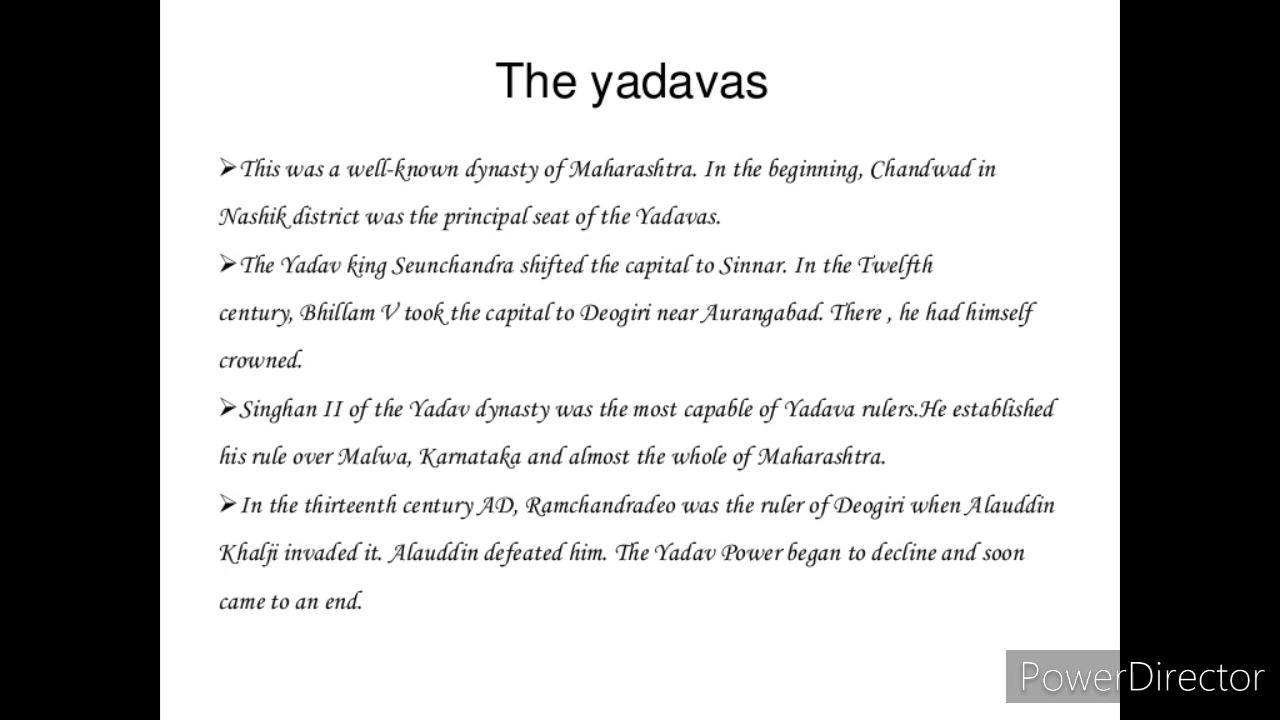 The yadavas
➢This was a well-known dynasty of Maharashtra. In the beginning, Chandwad in
Nashik district was the principal seat of the Yadavas.
➢The Yadav king Seunchandra shifted the capital to Sinnar. In the Twelfth
century, Bhillam V took the capital to Deogiri near Aurangabad. There , he had himself
crowned.
➢Singhan II of the Yadav dynasty was the most capable of Yadava rulers.He established
his rule over Malwa, Karnataka and almost the whole of Maharashtra.
➢In the thirteenth century AD, Ramchandradeo was the ruler of Deogiri when Alauddin
Khalji invaded it. Alauddin defeated him. The Yadav Power began to decline and soon
came to an end.
PowerDirector